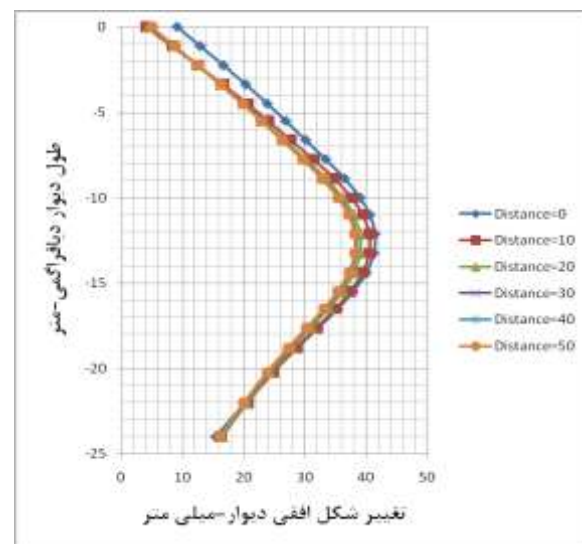 0
-5
-10
-15
-20
-25
0 10 20 30 40 50
طول دیوار دیافراگمی-متر
تغییر شکل افقی دیوار-میلی متر
Distance=0
Distance=10
Distance=20
Distance=30
Distance=40
Distance=50